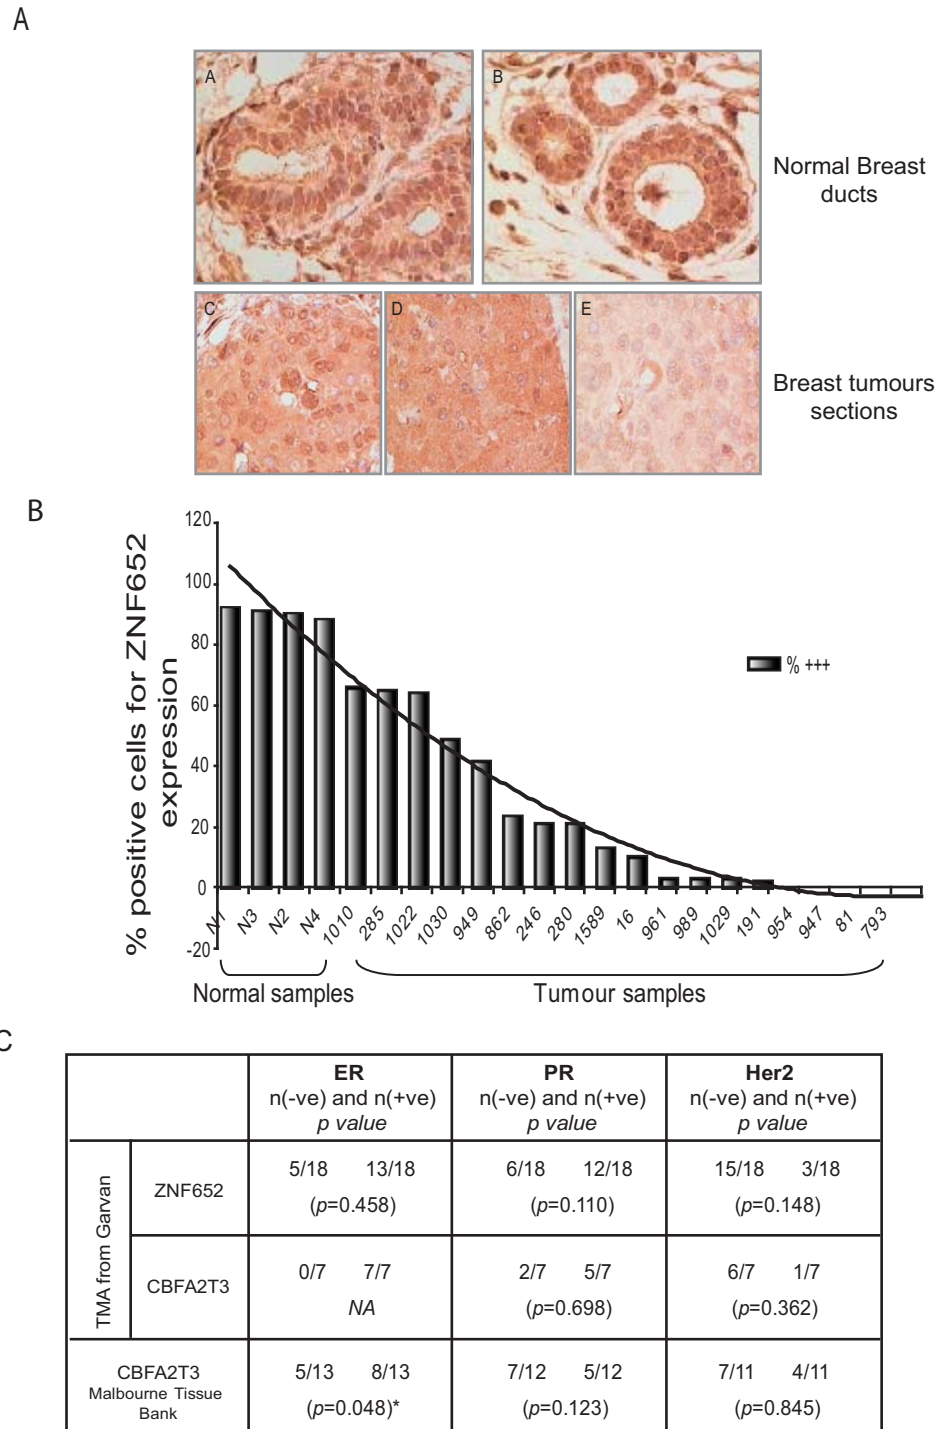 A
A
B
Normal Breast
ducts
C
D
E
Breast tumours
sections
B
% positive cells for ZNF652
expression
120
100
80
60
40
20
0
-20
% +++
N1 N3 N2 N4 1010 285 1022 1030 949 862 246 280 1589 16 961 989 1029 191 954 947 81 793
Normal samples
Tumour samples
C
ER
n(-ve) and n(+ve)
p value
PR
n(-ve) and n(+ve)
p value
Her2
n(-ve) and n(+ve)
p value
TMA from Garvan
ZNF652
5/18 13/18
(p=0.458)
6/18 12/18
(p=0.110)
15/18 3/18
(p=0.148)
CBFA2T3
0/7 7/7
NA
2/7 5/7
(p=0.698)
6/7 1/7
(p=0.362)
CBFA2T3
Malbourne Tissue
Bank
5/13 8/13
(p=0.048)*
7/12 5/12
(p=0.123)
7/11 4/11
(p=0.845)